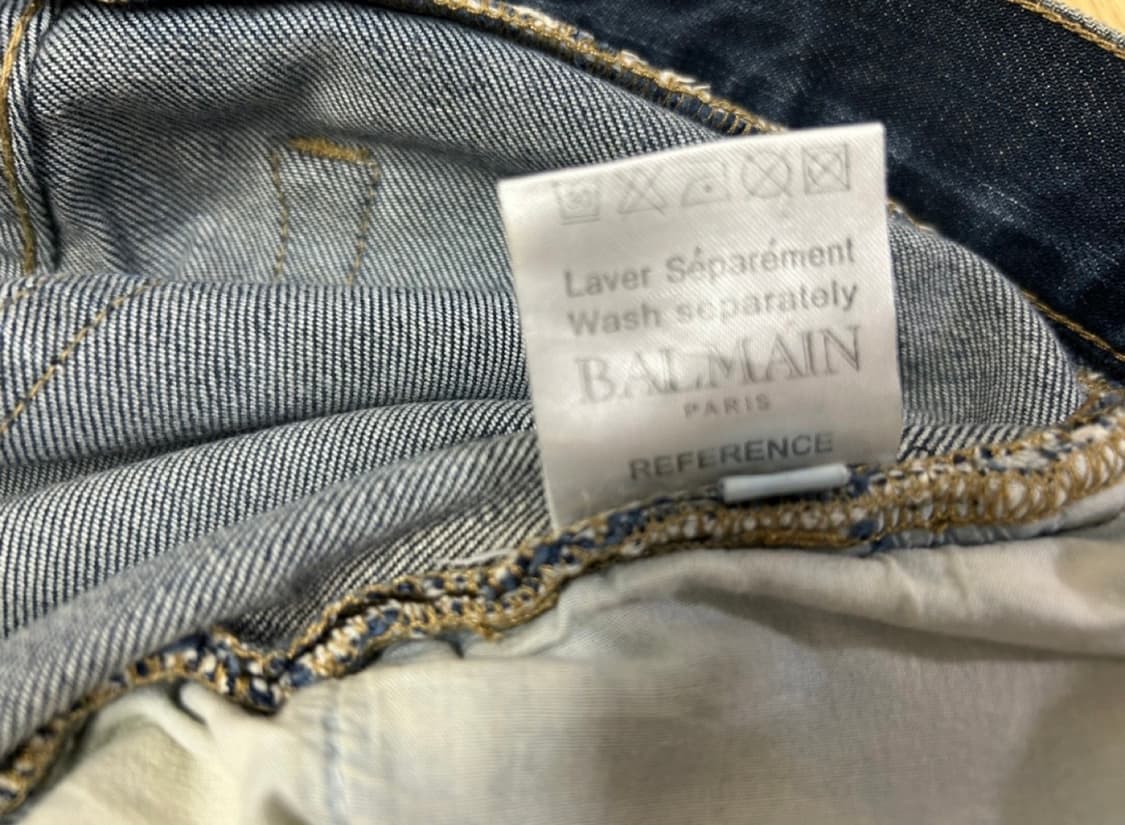 Laver Séparément
Wash separately
BALMAIN
PARIS
REFERENCE